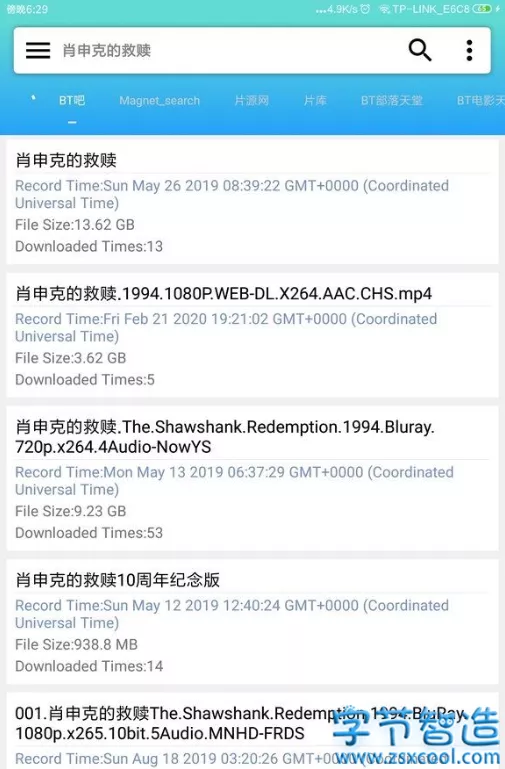 傍晚6:29
...4.9K/s TP-LINK_E6C8
肖申克的救赎
BT吧 Magnet_search 片源网 片库 BT部落天堂 BT电影天
肖申克的救赎
Record Time:Sun May 26 2019 08:39:22 GMT+0000 (Coordinated
Universal Time)
File Size:13.62 GB
Downloaded Times:13
肖申克的救赎.1994.1080P.WEB-DL.X264.AAC.CHS.mp4
Record Time:Fri Feb 21 2020 19:21:02 GMT+0000 (Coordinated
Universal Time)
File Size:3.62 GB
Downloaded Times:5
肖申克的救赎.The.Shawshank.Redemption.1994.Bluray.
720p.x264.4Audio-NowYS
Record Time:Mon May 13 2019 06:37:29 GMT+0000 (Coordinated
Universal Time)
File Size:9.23 GB
Downloaded Times:53
肖申克的救赎10周年纪念版
Record Time:Sun May 12 2019 12:40:24 GMT+0000 (Coordinated
Universal Time)
File Size:938.8 MB
Downloaded Times:14
001.肖申克的救赎The.Shawshank.Redemption.1994.BluRay.
1080p.x265.10bit.5Audio.MNHD-FRDS
Record Time:Sun Aug 18 2019 03:20:26 GMT+0000 (Coordinated
字节智造
www.zsxcool.com